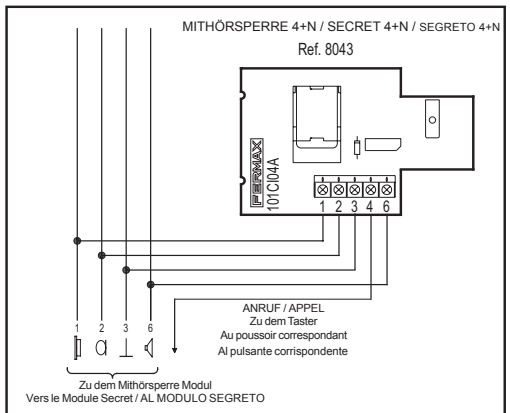 MITHÖRSPERRE 4+N / SECRET 4+N / SEGRETO 4+N
Ref. 8043
FERMAX
101CI04A
1 2 3 4 6
ANRUF / APPEL
Zu dem Taster
Au poussoir correspondant
Al pulsante corrispondente
1 2 3 6
Zu dem Mithörsperre Modul
Vers le Module Secret / AL MODULO SEGRETO